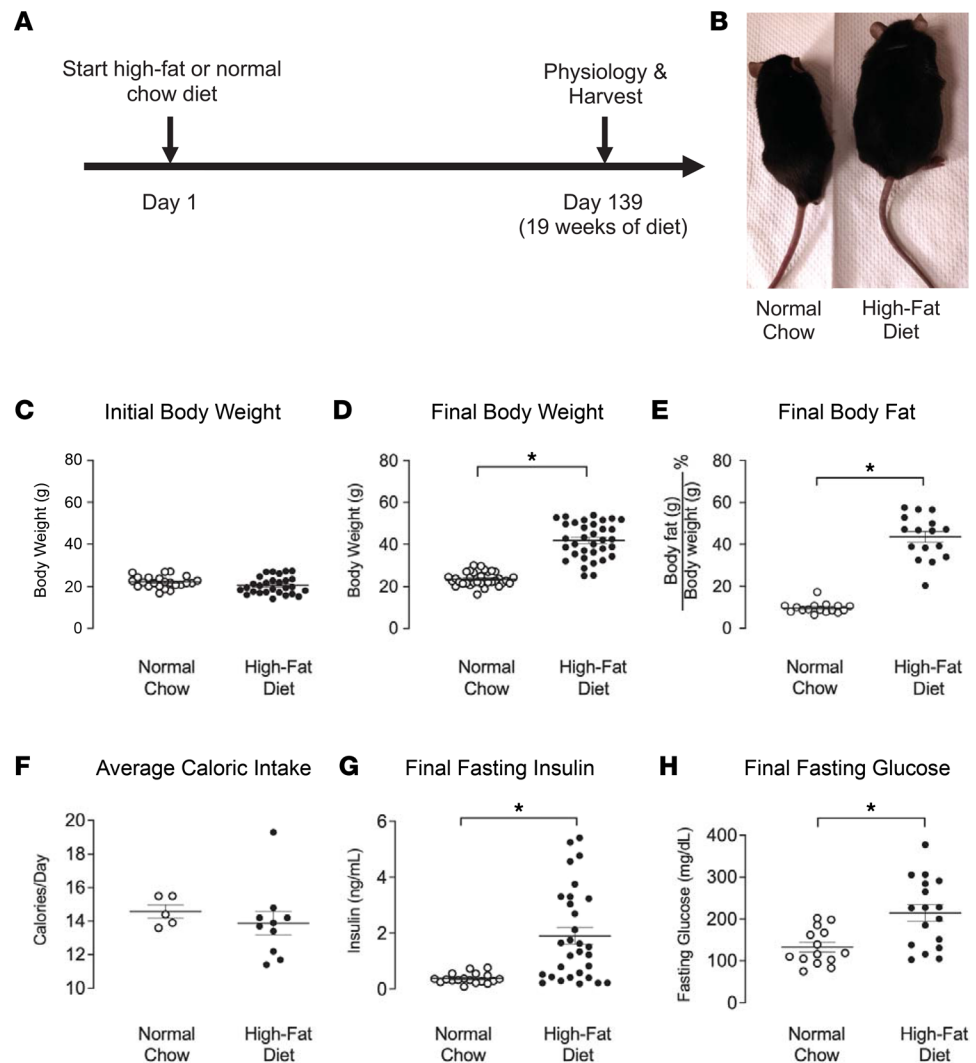 A
Start high-fat or normal
chow diet
Physiology &
Harvest
Day 1
Day 139
(19 weeks of diet)
B
Normal
Chow
High-Fat
Diet
C
Initial Body Weight
Body Weight (g)
80
60
40
20
0
Normal
Chow
High-Fat
Diet
D
Final Body Weight
Body Weight (g)
80
60
40
20
0
*
Normal
Chow
High-Fat
Diet
E
Final Body Fat
Body fat (g)
Body weight (g)
%
80
60
40
20
0
*
Normal
Chow
High-Fat
Diet
F
Average Caloric Intake
Calories/Day
20
18
16
14
12
10
Normal
Chow
High-Fat
Diet
G
Final Fasting Insulin
Insulin (ng/mL)
6
4
2
0
*
Normal
Chow
High-Fat
Diet
H
Final Fasting Glucose
Fasting Glucose (mg/dL)
400
300
200
100
0
*
Normal
Chow
High-Fat
Diet